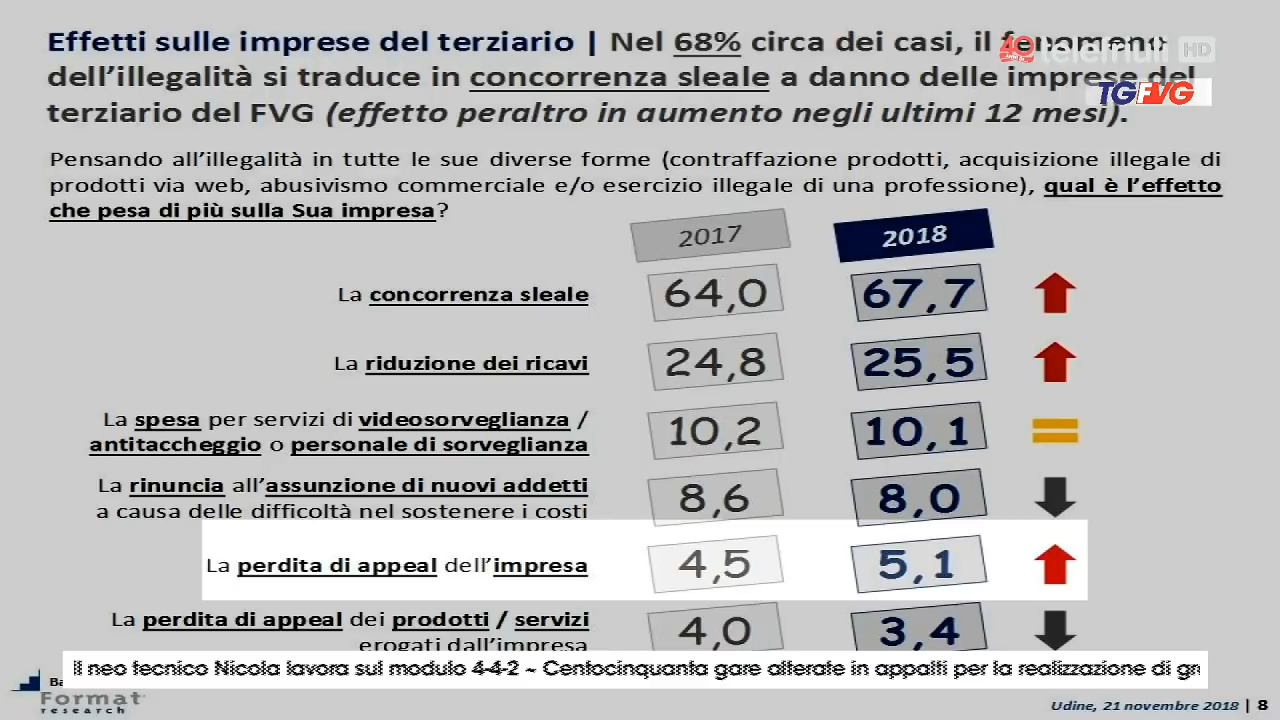 Effetti sulle imprese del terziario | Nel 68% circa dei casi, il fenomeno
40 telefriuli HD
dell'illegalità si traduce in concorrenza sleale a danno delle imprese del
TGFVG
terziario del FVG (effetto peraltro in aumento negli ultimi 12 mesi).
Pensando all'illegalità in tutte le sue diverse forme (contraffazione prodotti, acquisizione illegale di
prodotti via web, abusivismo commerciale e/o esercizio illegale di una professione), qual è l'effetto
che pesa di più sulla Sua impresa?
2017 2018
La concorrenza sleale 64,0 67,7
La riduzione dei ricavi 24,8 25,5
La spesa per servizi di videosorveglianza /
antitaccheggio o personale di sorveglianza 10,2 10,1
La rinuncia all'assunzione di nuovi addetti
a causa delle difficoltà nel sostenere i costi 8,6 8,0
La perdita di appeal dell'impresa 4,5 5,1
La perdita di appeal dei prodotti / servizi
erogati dall'impresa 4,0 3,4
Il neo tecnico Nicola lavora sul modulo 4-4-2 ~ Centocinquanta gare alterate in appalti per la realizzazione di gr
Format
research
Udine, 21 novembre 2018 | 8